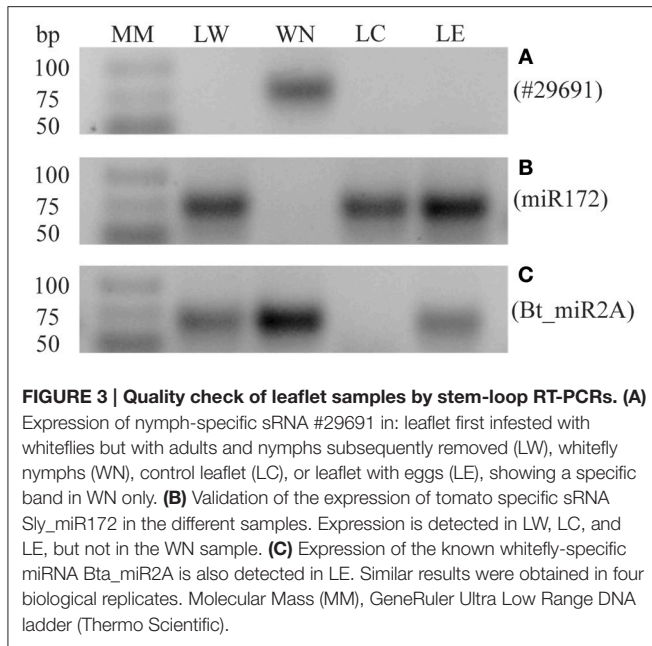 bp MM LW WN LC LE
100
75
50
A
(#29691)
100
75
50
B
(miR172)
100
75
50
C
(Bt_miR2A)
FIGURE 3 | Quality check of leaflet samples by stem-loop RT-PCRs. (A)
Expression of nymph-specific sRNA #29691 in: leaflet first infested with
whiteflies but with adults and nymphs subsequently removed (LW), whitefly
nymphs (WN), control leaflet (LC), or leaflet with eggs (LE), showing a specific
band in WN only. (B) Validation of the expression of tomato specific sRNA
Sly_miR172 in the different samples. Expression is detected in LW, LC, and
LE, but not in the WN sample. (C) Expression of the known whitefly-specific
miRNA Bta_miR2A is also detected in LE. Similar results were obtained in four
biological replicates. Molecular Mass (MM), GeneRuler Ultra Low Range DNA
ladder (Thermo Scientific).